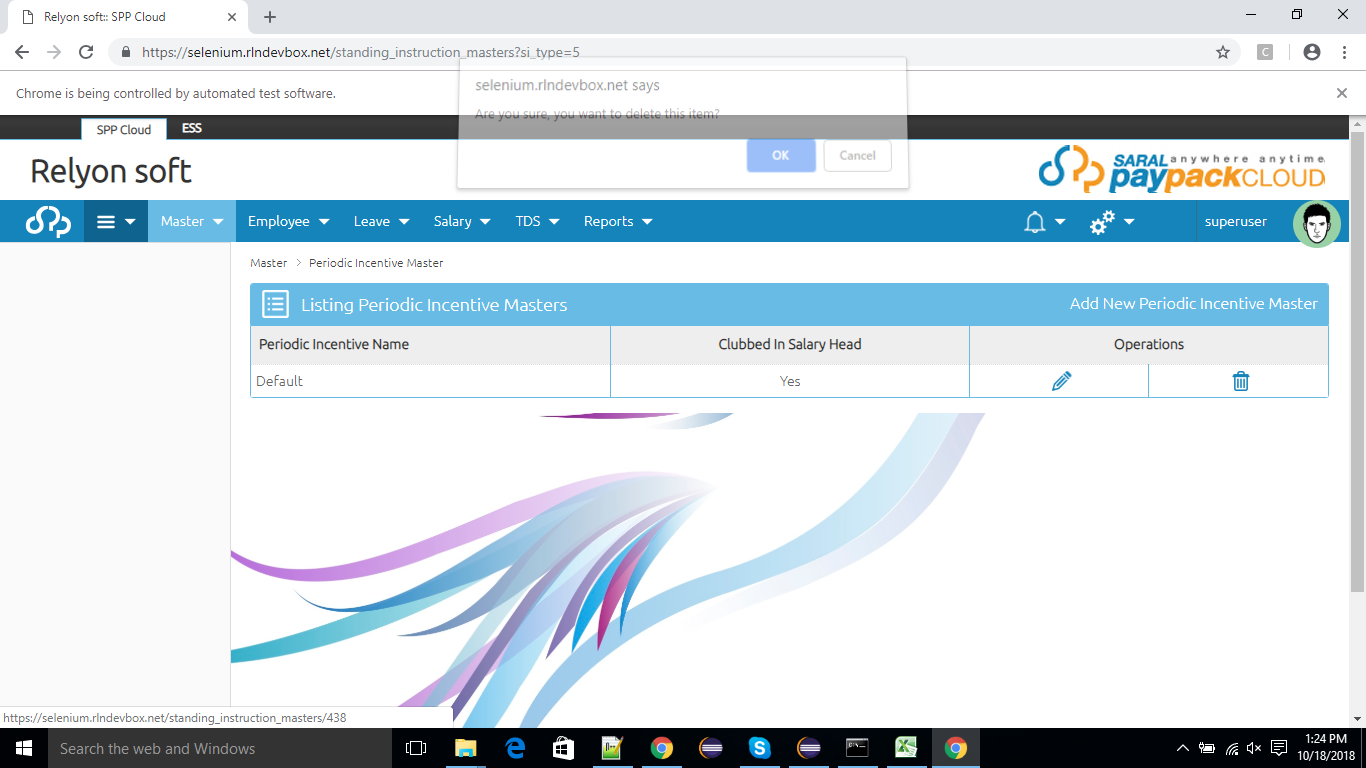 Relyon soft:: SPP Cloud
https://selenium.rlndevbox.net/standing_instruction_masters?si_type=5
C
selenium.rlndevbox.net says
Chrome is being controlled by automated test software.
Are you sure, you want to delete this item?
OK
Cancel
SPP Cloud
ESS
Relyon soft
SARAL anywhere anytime
paypackCLOUD
Master
Employee
Leave
Salary
TDS
Reports
superuser
Master > Periodic Incentive Master
Listing Periodic Incentive Masters
Add New Periodic Incentive Master
Periodic Incentive Name
Clubbed In Salary Head
Operations
Default
Yes
https://selenium.rlndevbox.net/standing_instruction_masters/438
Search the web and Windows
1:24 PM
10/18/2018